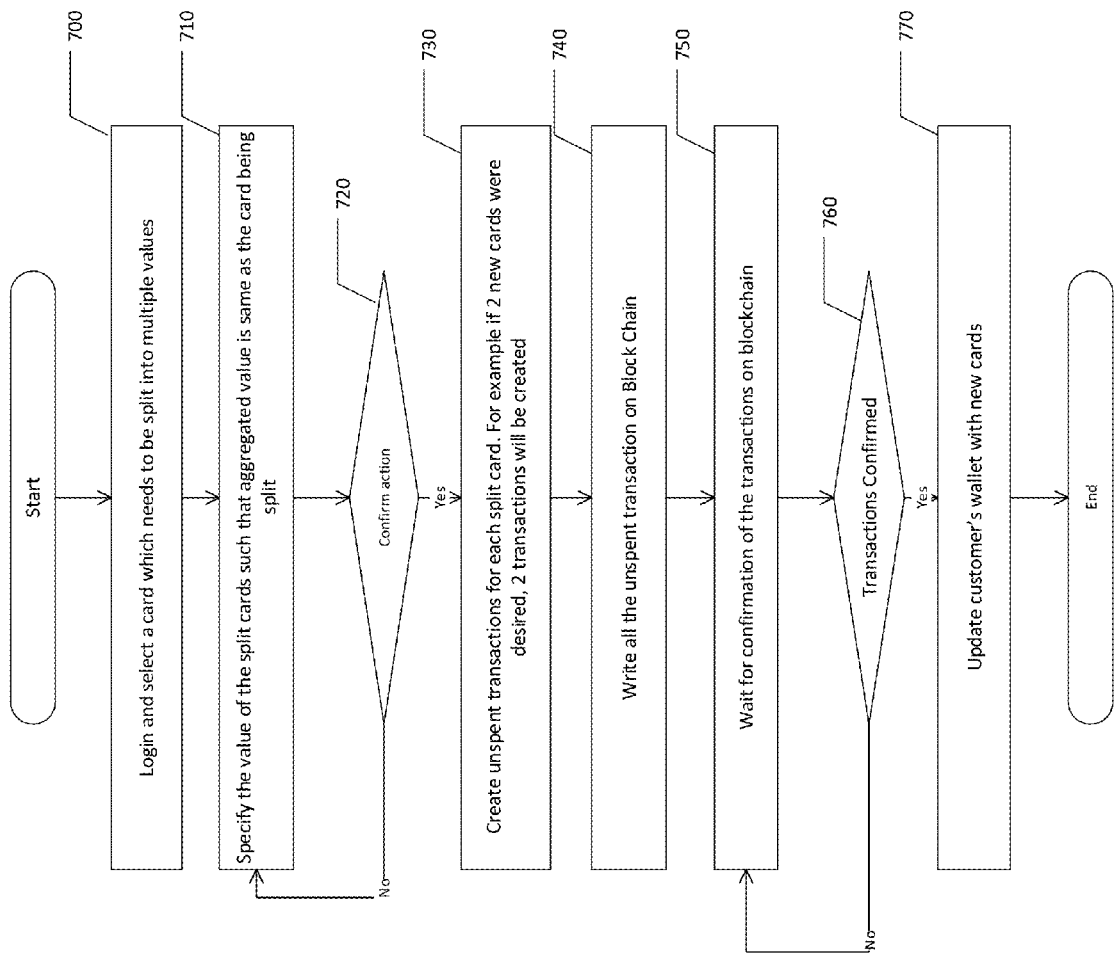 Start
700
Login and select a card which needs to be split into multiple values
710
Specify the value of the split cards such that aggregated value is same as the card being
split
720
Confirm action
No
Yes
730
Create unspent transactions for each split card. For example if 2 new cards were
desired, 2 transactions will be created
740
Write all the unspent transaction on Block Chain
750
Wait for confirmation of the transactions on blockchain
760
Transactions Confirmed
No
Yes
770
Update customer's wallet with new cards
End